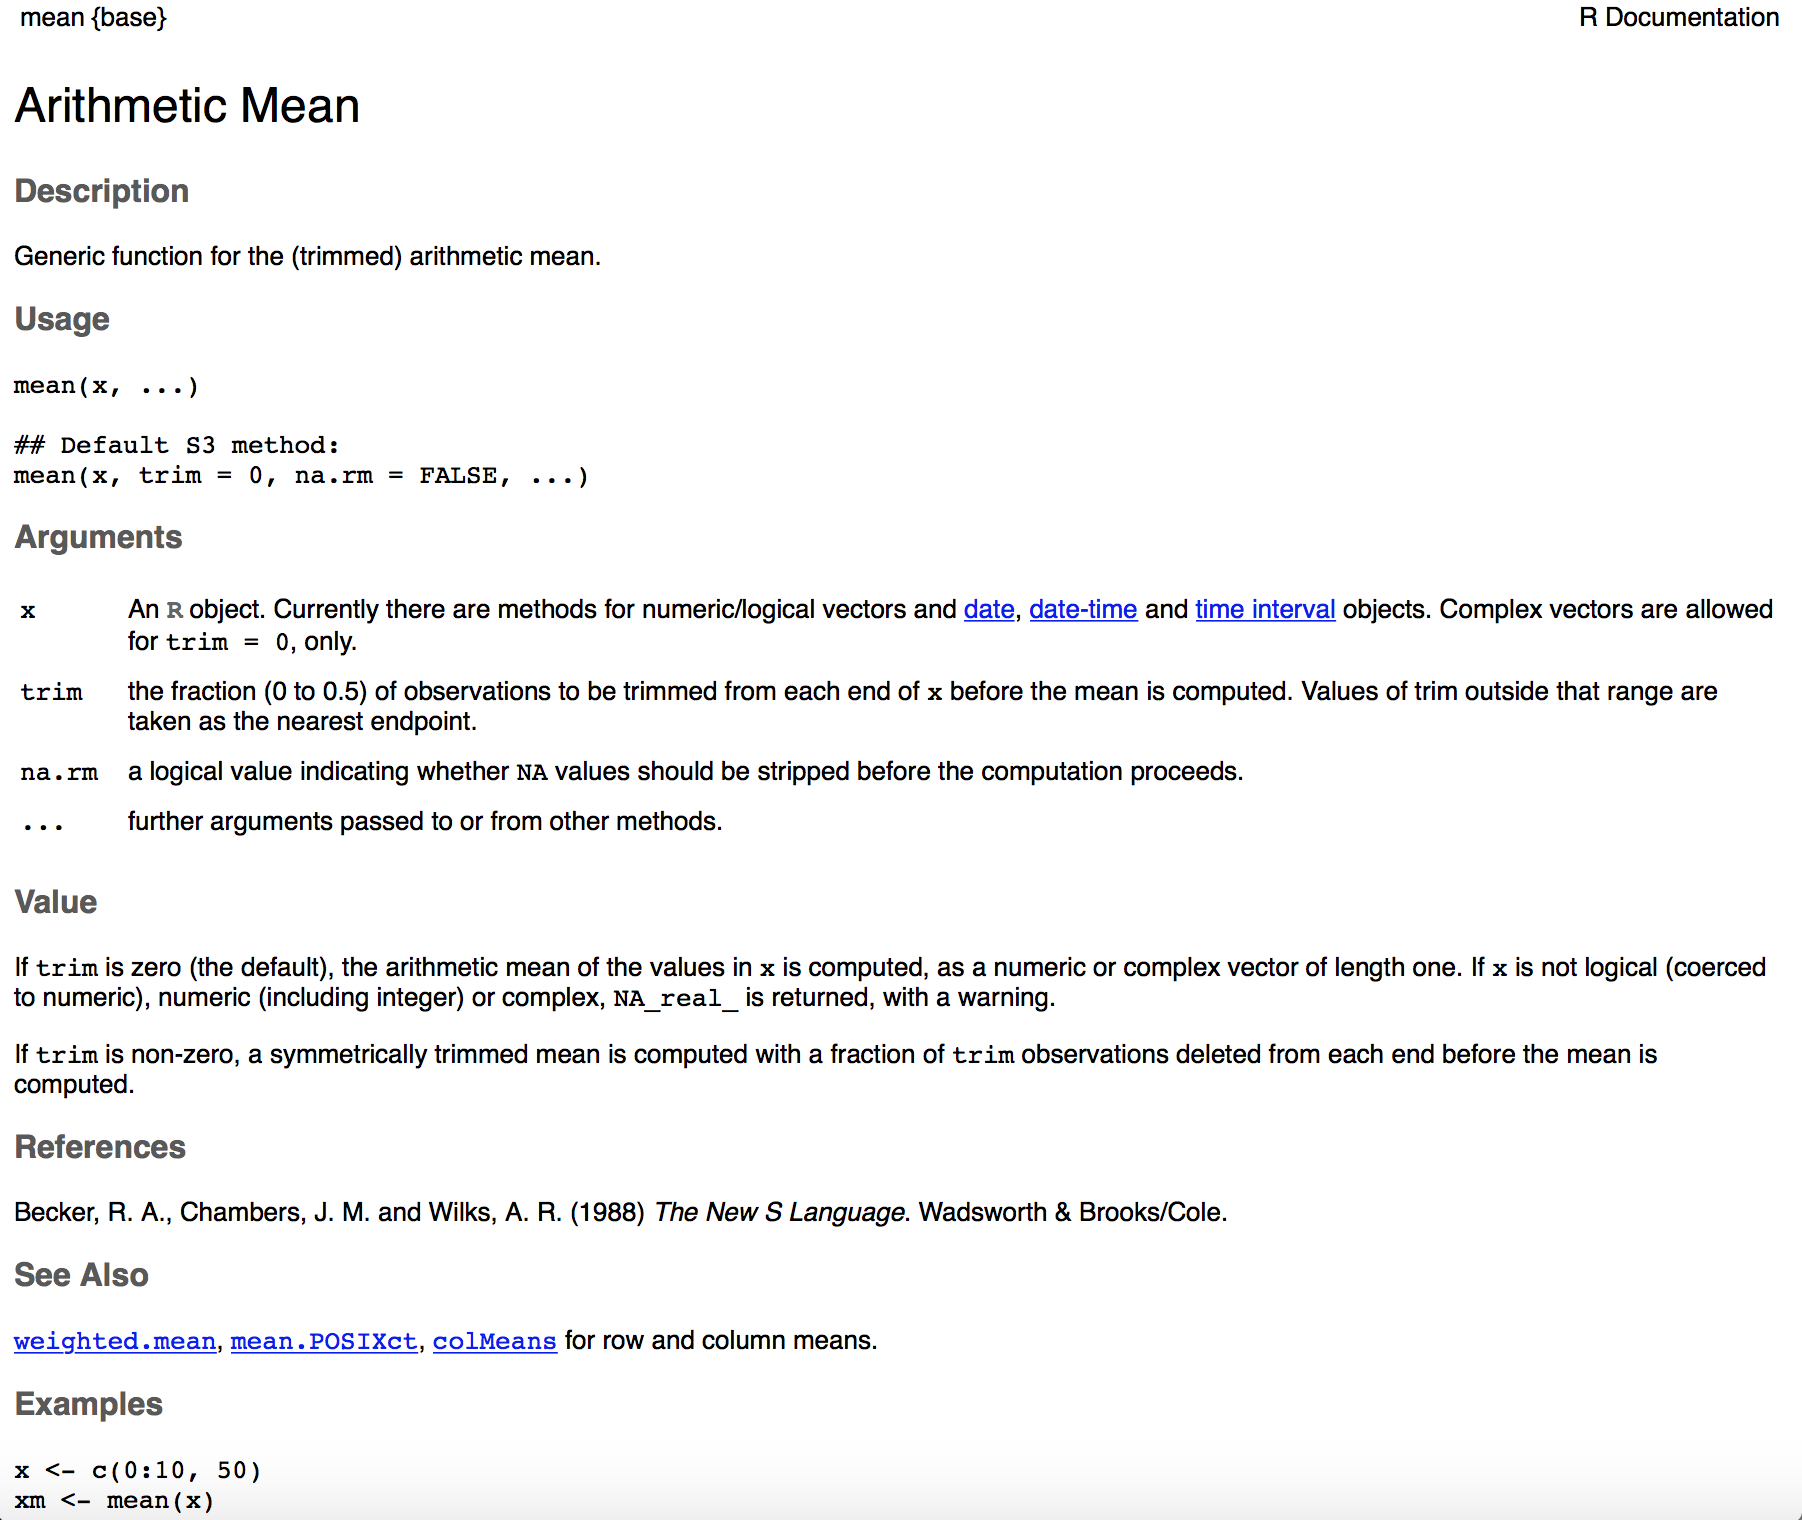 mean {base}
R Documentation
Arithmetic Mean
Description
Generic function for the (trimmed) arithmetic mean.
Usage
mean(x, ...)
## Default S3 method:
mean(x, trim = 0, na.rm = FALSE, ...)
Arguments
x An R object. Currently there are methods for numeric/logical vectors and date, date-time and time interval objects. Complex vectors are allowed
for trim = 0, only.
trim the fraction (0 to 0.5) of observations to be trimmed from each end of x before the mean is computed. Values of trim outside that range are
taken as the nearest endpoint.
na.rm a logical value indicating whether NA values should be stripped before the computation proceeds.
... further arguments passed to or from other methods.
Value
If trim is zero (the default), the arithmetic mean of the values in x is computed, as a numeric or complex vector of length one. If x is not logical (coerced
to numeric), numeric (including integer) or complex, NA_real_ is returned, with a warning.
If trim is non-zero, a symmetrically trimmed mean is computed with a fraction of trim observations deleted from each end before the mean is
computed.
References
Becker, R. A., Chambers, J. M. and Wilks, A. R. (1988) The New S Language. Wadsworth & Brooks/Cole.
See Also
weighted.mean, mean.POSIXct, colMeans for row and column means.
Examples
x <- c(0:10, 50)
xm <- mean(x)